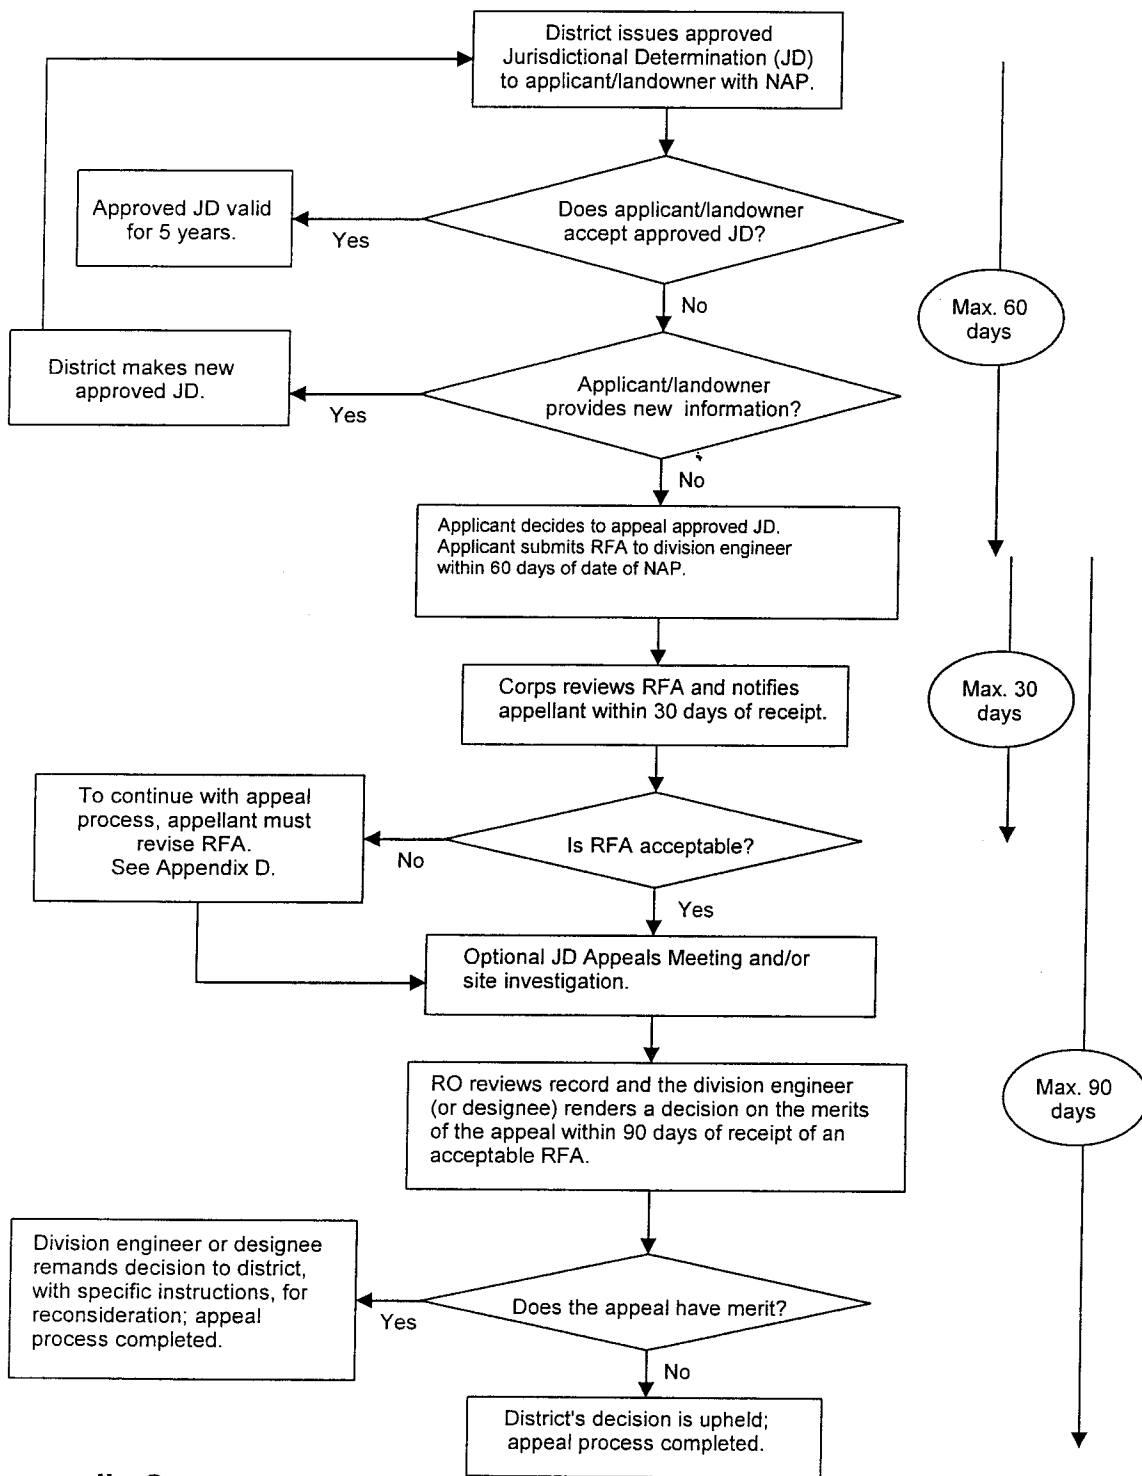 District issues approved
Jurisdictional Determination (JD)
to applicant/landowner with NAP.
Does applicant/landowner
accept approved JD?
Yes
Approved JD valid
for 5 years.
No
Max. 60
days
Applicant/landowner
provides new information?
Yes
District makes new
approved JD.
No
Applicant decides to appeal approved JD.
Applicant submits RFA to division engineer
within 60 days of date of NAP.
Corps reviews RFA and notifies
appellant within 30 days of receipt.
Max. 30
days
Is RFA acceptable?
No
To continue with appeal
process, appellant must
revise RFA.
See Appendix D.
Yes
Optional JD Appeals Meeting and/or
site investigation.
RO reviews record and the division engineer
(or designee) renders a decision on the merits
of the appeal within 90 days of receipt of an
acceptable RFA.
Max. 90
days
Does the appeal have merit?
Yes
Division engineer or designee
remands decision to district,
with specific instructions, for
reconsideration; appeal
process completed.
No
District's decision is upheld;
appeal process completed.